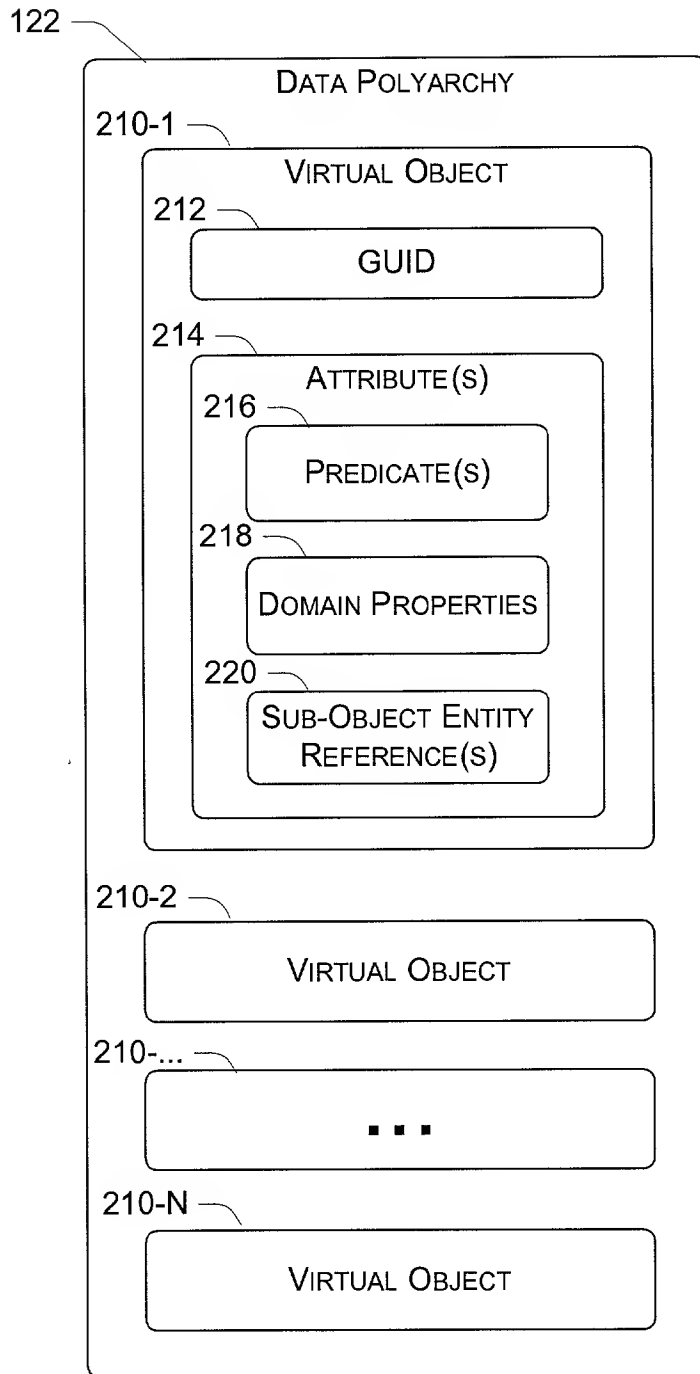 122
DATA POLYARCHY
210-1
VIRTUAL OBJECT
212
GUID
214
ATTRIBUTE(S)
216
PREDICATE(S)
218
DOMAIN PROPERTIES
220
SUB-OBJECT ENTITY
REFERENCE(S)
210-2
VIRTUAL OBJECT
210-...
...
210-N
VIRTUAL OBJECT